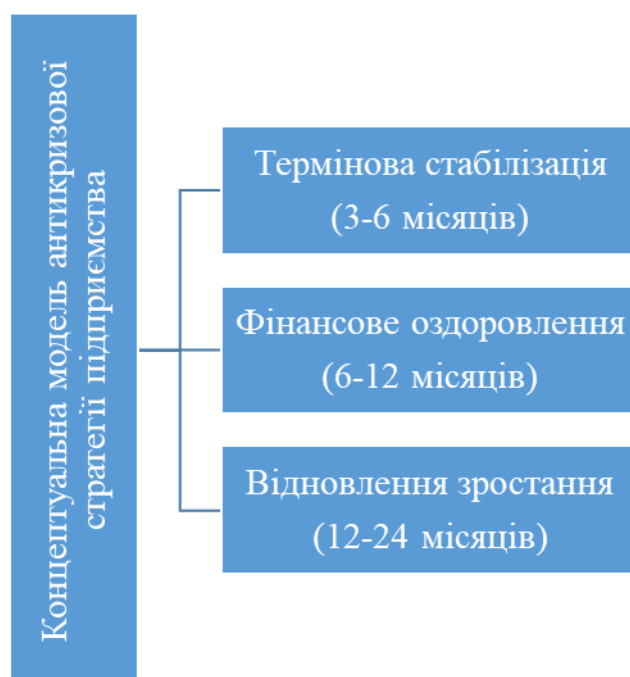 Концептуальна модель антикризової
стратегії підприємства
Термінова стабілізація
(3-6 місяців)
Фінансове оздоровлення
(6-12 місяців)
Відновлення зростання
(12-24 місяців)